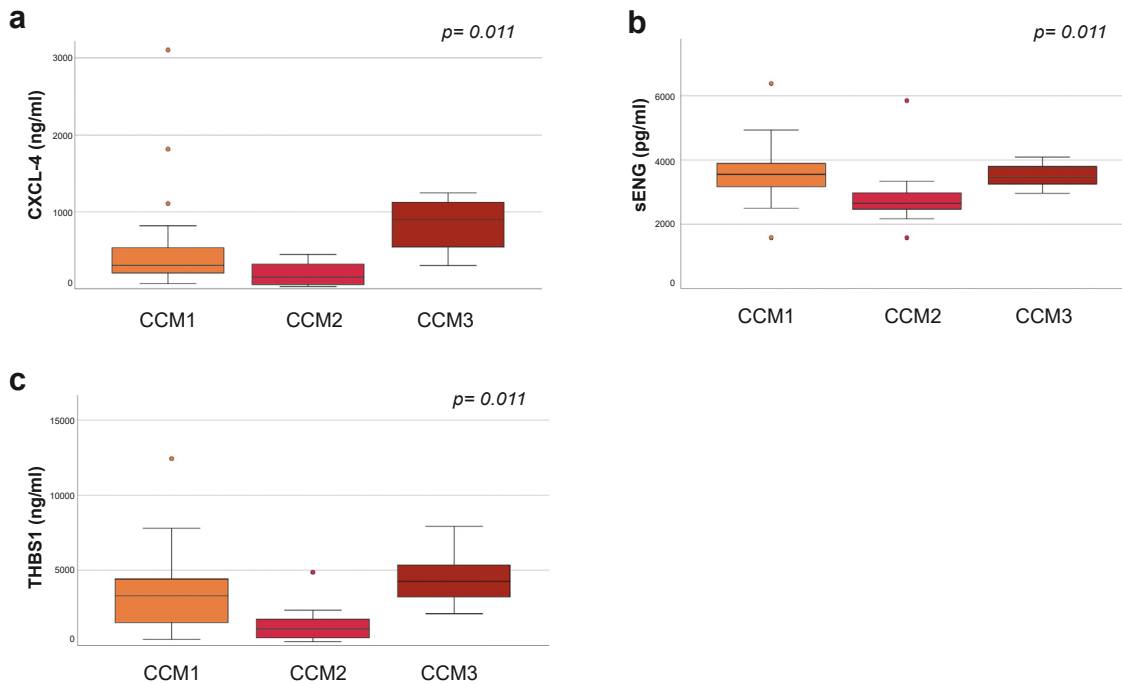 a
p= 0.011
CXCL-4 (ng/ml)
3000
2000
1000
0
CCM1 CCM2 CCM3
b
p= 0.011
sENG (pg/ml)
6000
4000
2000
0
CCM1 CCM2 CCM3
c
p= 0.011
THBS1 (ng/ml)
15000
10000
5000
0
CCM1 CCM2 CCM3